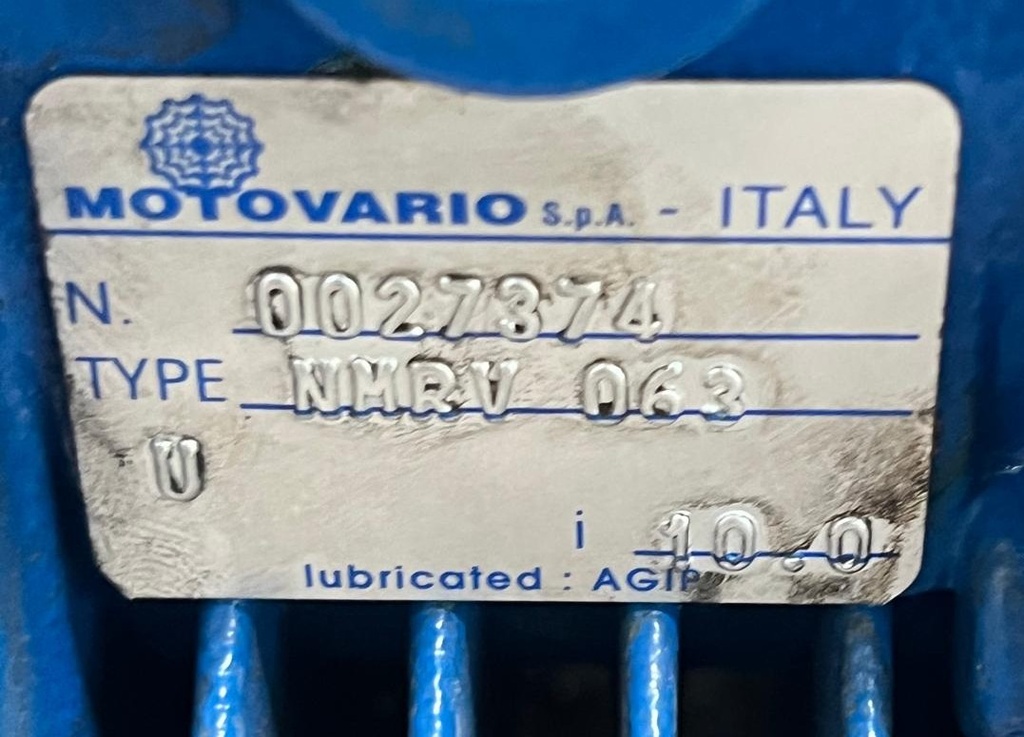 MOTOVARIO S.p.A. - ITALY
N. 0027374
TYPE NMRV 063
U
i 10.0
lubricated : AGIP